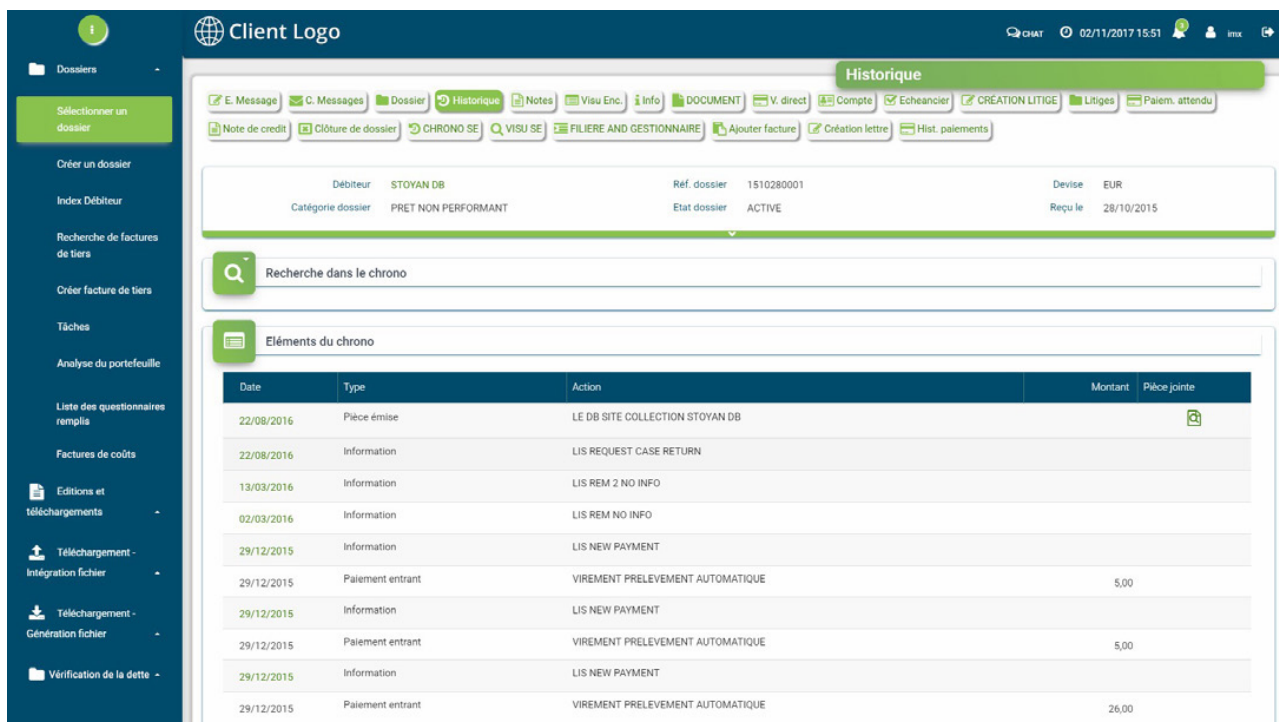 Client Logo
CHAT 02/11/2017 15:51 3 imx
Dossiers
Sélectionner un
dossier
Créer un dossier
Index Débiteur
Recherche de factures
de tiers
Créer facture de tiers
Tâches
Analyse du portefeuille
Liste des questionnaires
remplis
Factures de coûts
Editions et
téléchargements
Téléchargement -
Intégration fichier
Téléchargement -
Génération fichier
Vérification de la dette
Historique
E. Message C. Messages Dossier Historique Notes Visu Enc. Info DOCUMENT V. direct Compte Echeancier CRÉATION LITIGE Litiges Paiem. attendu
Note de credit Clôture de dossier CHRONO SE VISU SE FILIERE AND GESTIONNAIRE Ajouter facture Création lettre Hist. paiements
Débiteur STOYAN DB Réf. dossier 1510280001 Devise EUR
Catégorie dossier PRET NON PERFORMANT Etat dossier ACTIVE Reçu le 28/10/2015
Recherche dans le chrono
Eléments du chrono
Date Type Action Montant Pièce jointe
22/08/2016 Pièce émise LE DB SITE COLLECTION STOYAN DB
22/08/2016 Information LIS REQUEST CASE RETURN
13/03/2016 Information LIS REM 2 NO INFO
02/03/2016 Information LIS REM NO INFO
29/12/2015 Information LIS NEW PAYMENT
29/12/2015 Paiement entrant VIREMENT PRELEVEMENT AUTOMATIQUE 5,00
29/12/2015 Information LIS NEW PAYMENT
29/12/2015 Paiement entrant VIREMENT PRELEVEMENT AUTOMATIQUE 5,00
29/12/2015 Information LIS NEW PAYMENT
29/12/2015 Paiement entrant VIREMENT PRELEVEMENT AUTOMATIQUE 26,00